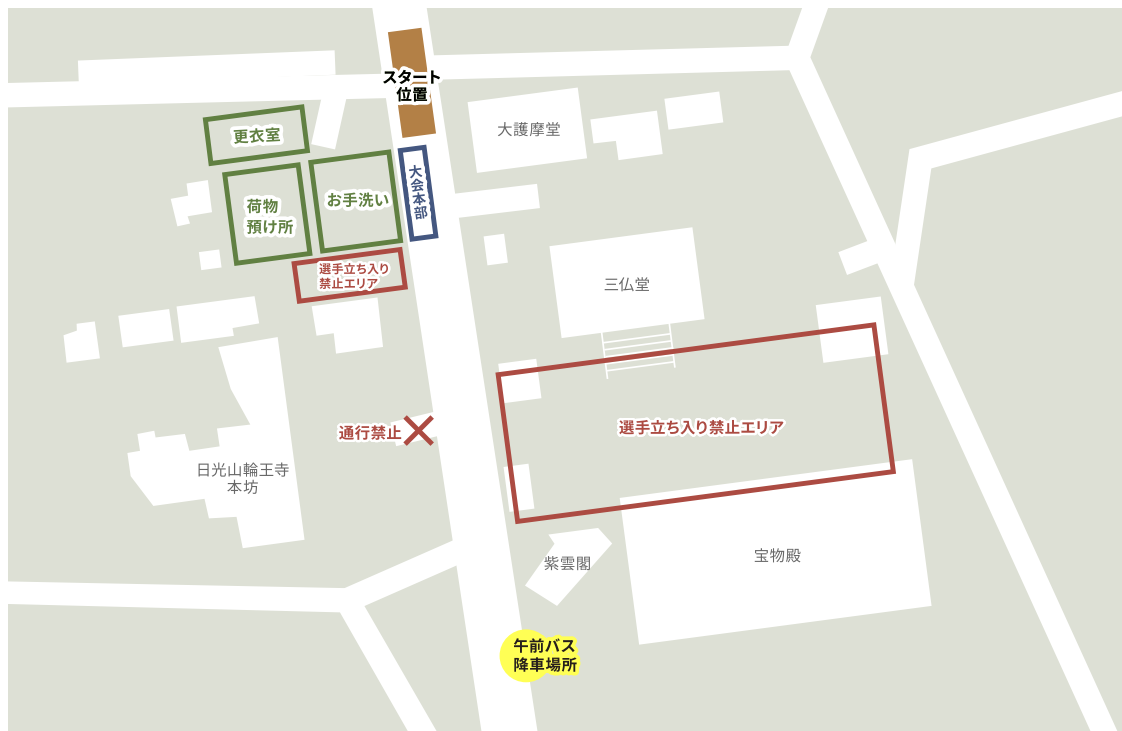 スタート
位置
更衣室
大護摩堂
荷物
預け所
お手洗い
大会本部
選手立ち入り
禁止エリア
三仏堂
通行禁止
選手立ち入り禁止エリア
日光山輪王寺
本坊
紫雲閣
宝物殿
午前バス
降車場所